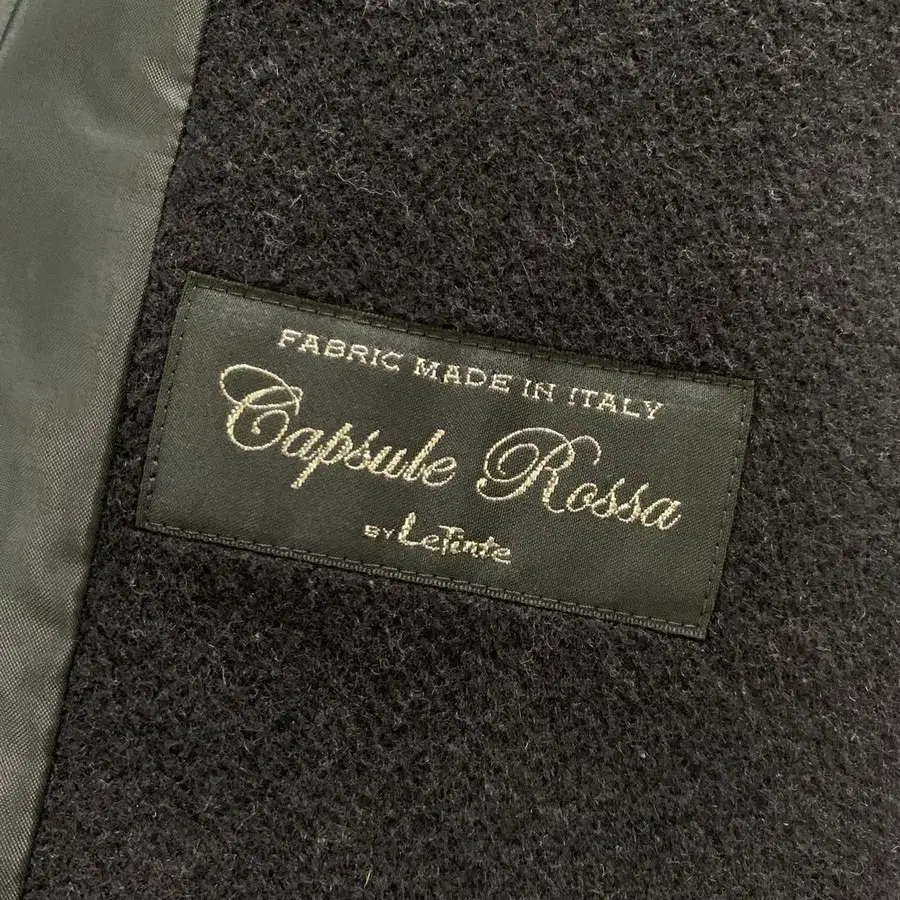 FABRIC MADE IN ITALY
Capsule Rossa
BY LeTinte